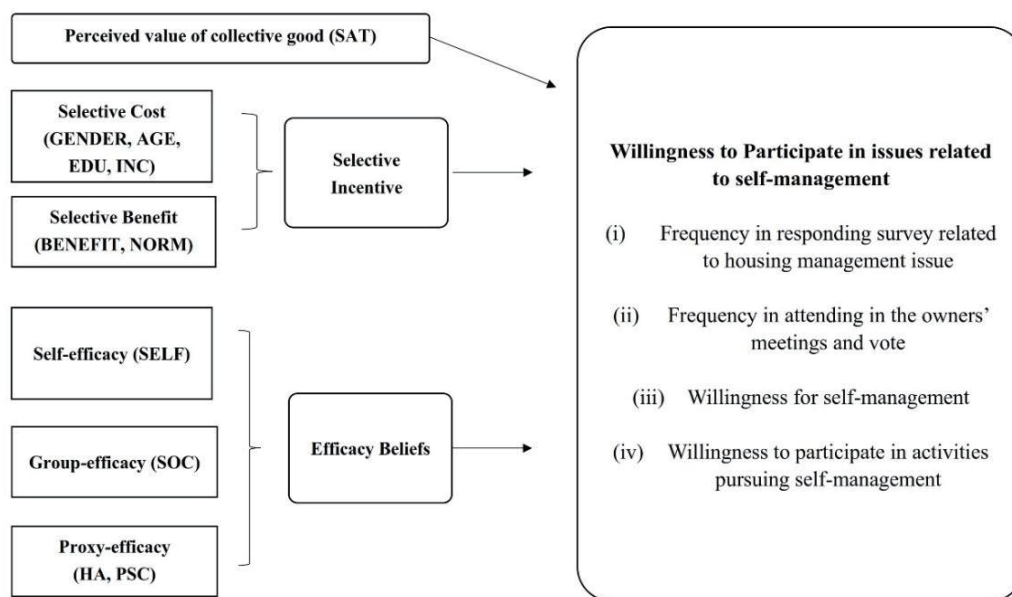 Perceived value of collective good (SAT)
Selective Cost
(GENDER, AGE,
EDU, INC)
Selective Benefit
(BENEFIT, NORM)
Selective
Incentive
Self-efficacy (SELF)
Group-efficacy (SOC)
Proxy-efficacy
(HA, PSC)
Efficacy Beliefs
Willingness to Participate in issues related
to self-management
(i) Frequency in responding survey related
to housing management issue
(ii) Frequency in attending in the owners’
meetings and vote
(iii) Willingness for self-management
(iv) Willingness to participate in activities
pursuing self-management